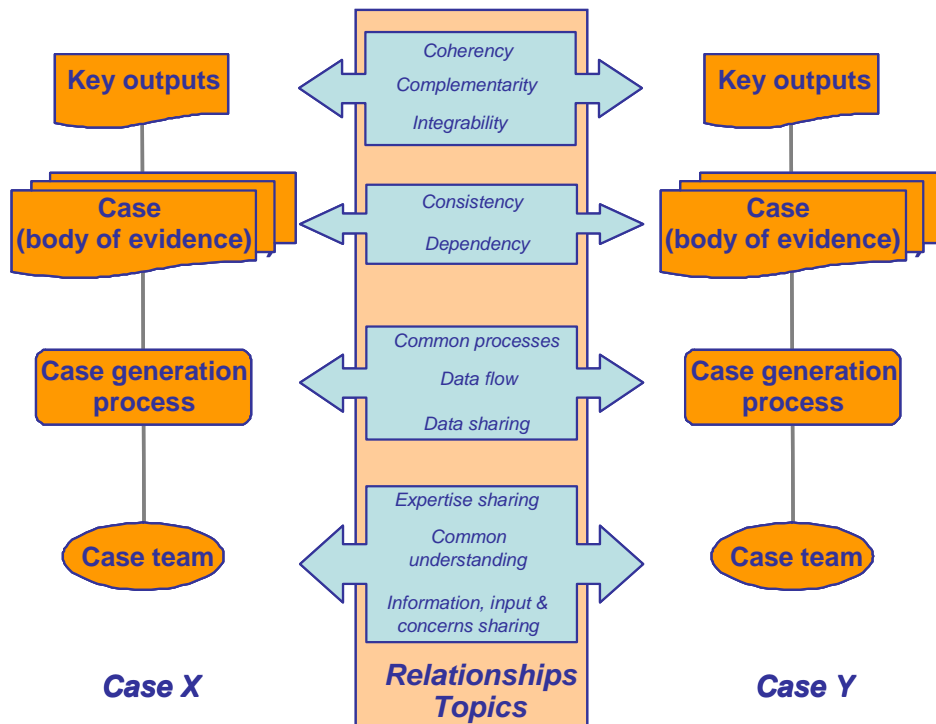 Key outputs
Case
(body of evidence)
Case generation
process
Case team
Case X
Coherency
Complementarity
Integrability
Consistency
Dependency
Common processes
Data flow
Data sharing
Expertise sharing
Common
understanding
Information, input &
concerns sharing
Relationships
Topics
Key outputs
Case
(body of evidence)
Case generation
process
Case team
Case Y